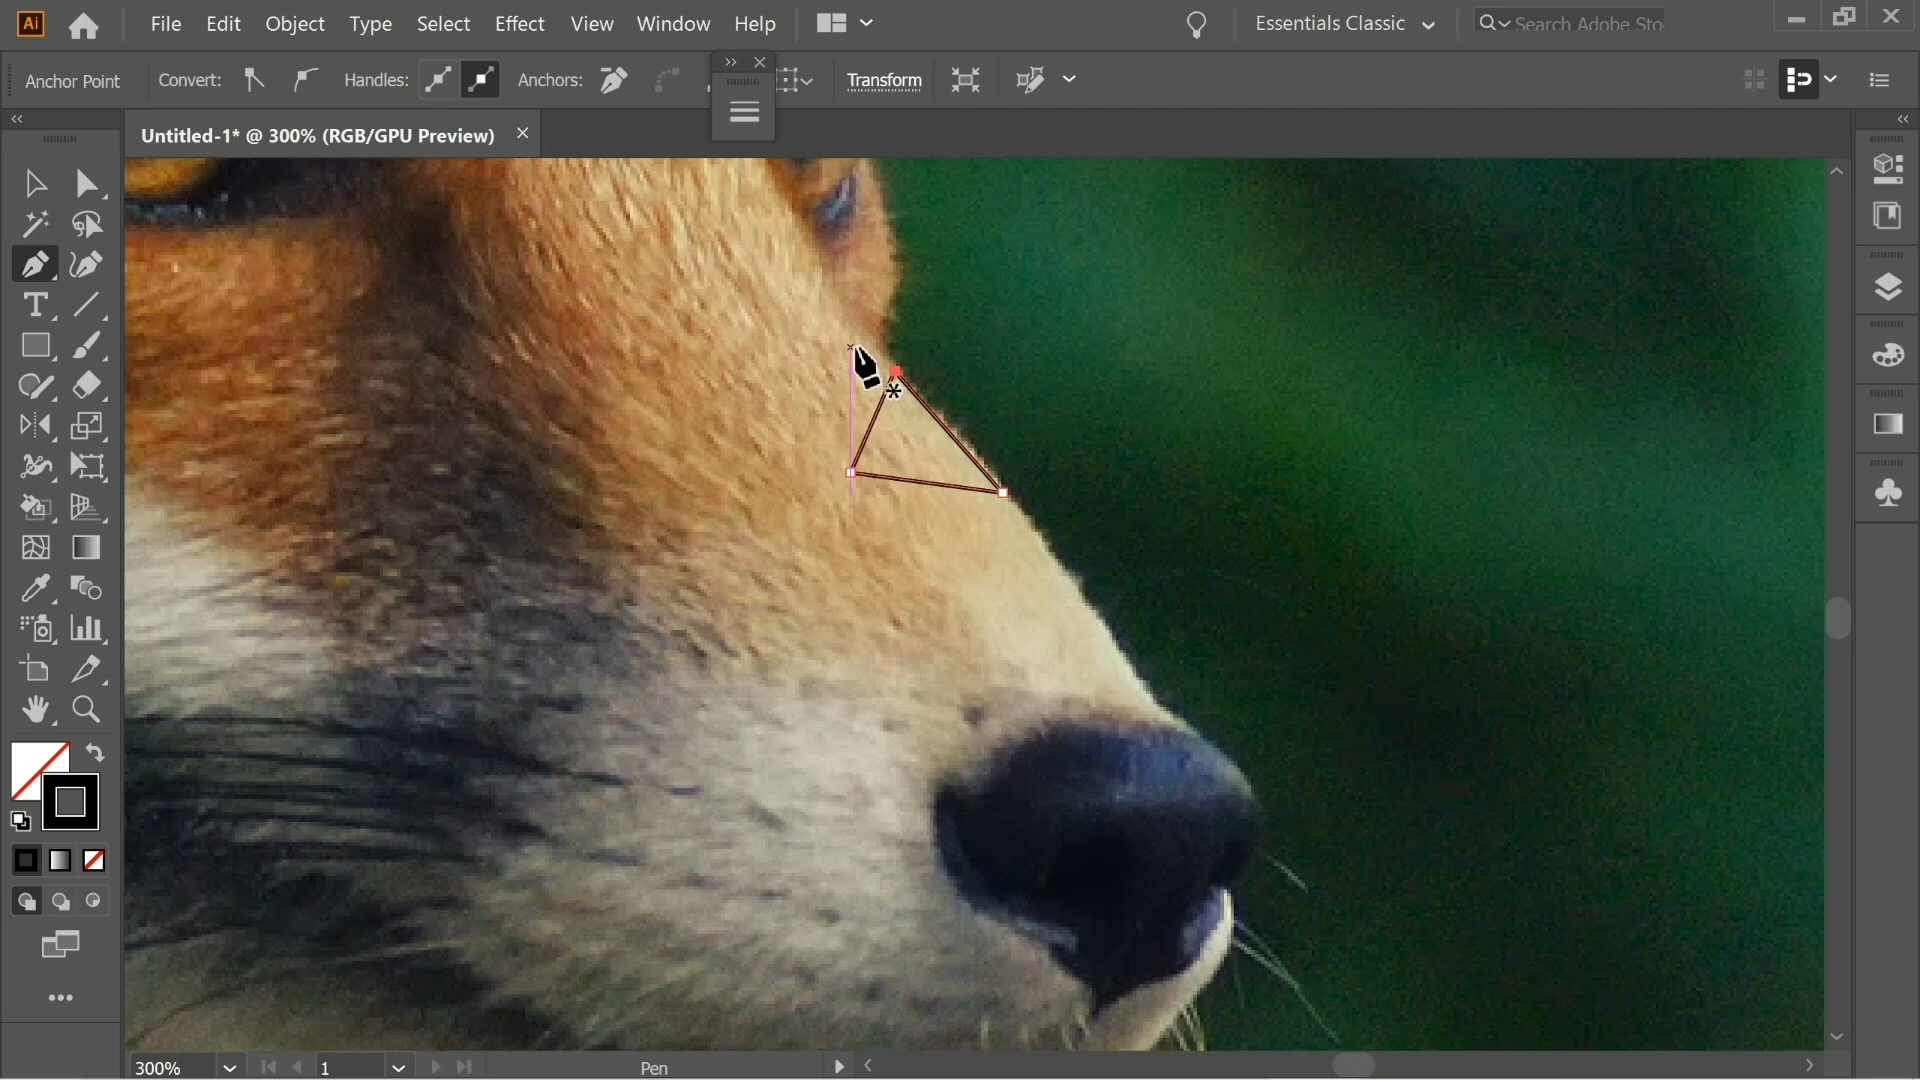 Ai File Edit Object Type Select Effect View Window Help Essentials Classic Search Adobe Sto
Anchor Point Convert: Handles: Anchors: Transform
Untitled-1* @ 300% (RGB/GPU Preview)
T
300% 1 Pen